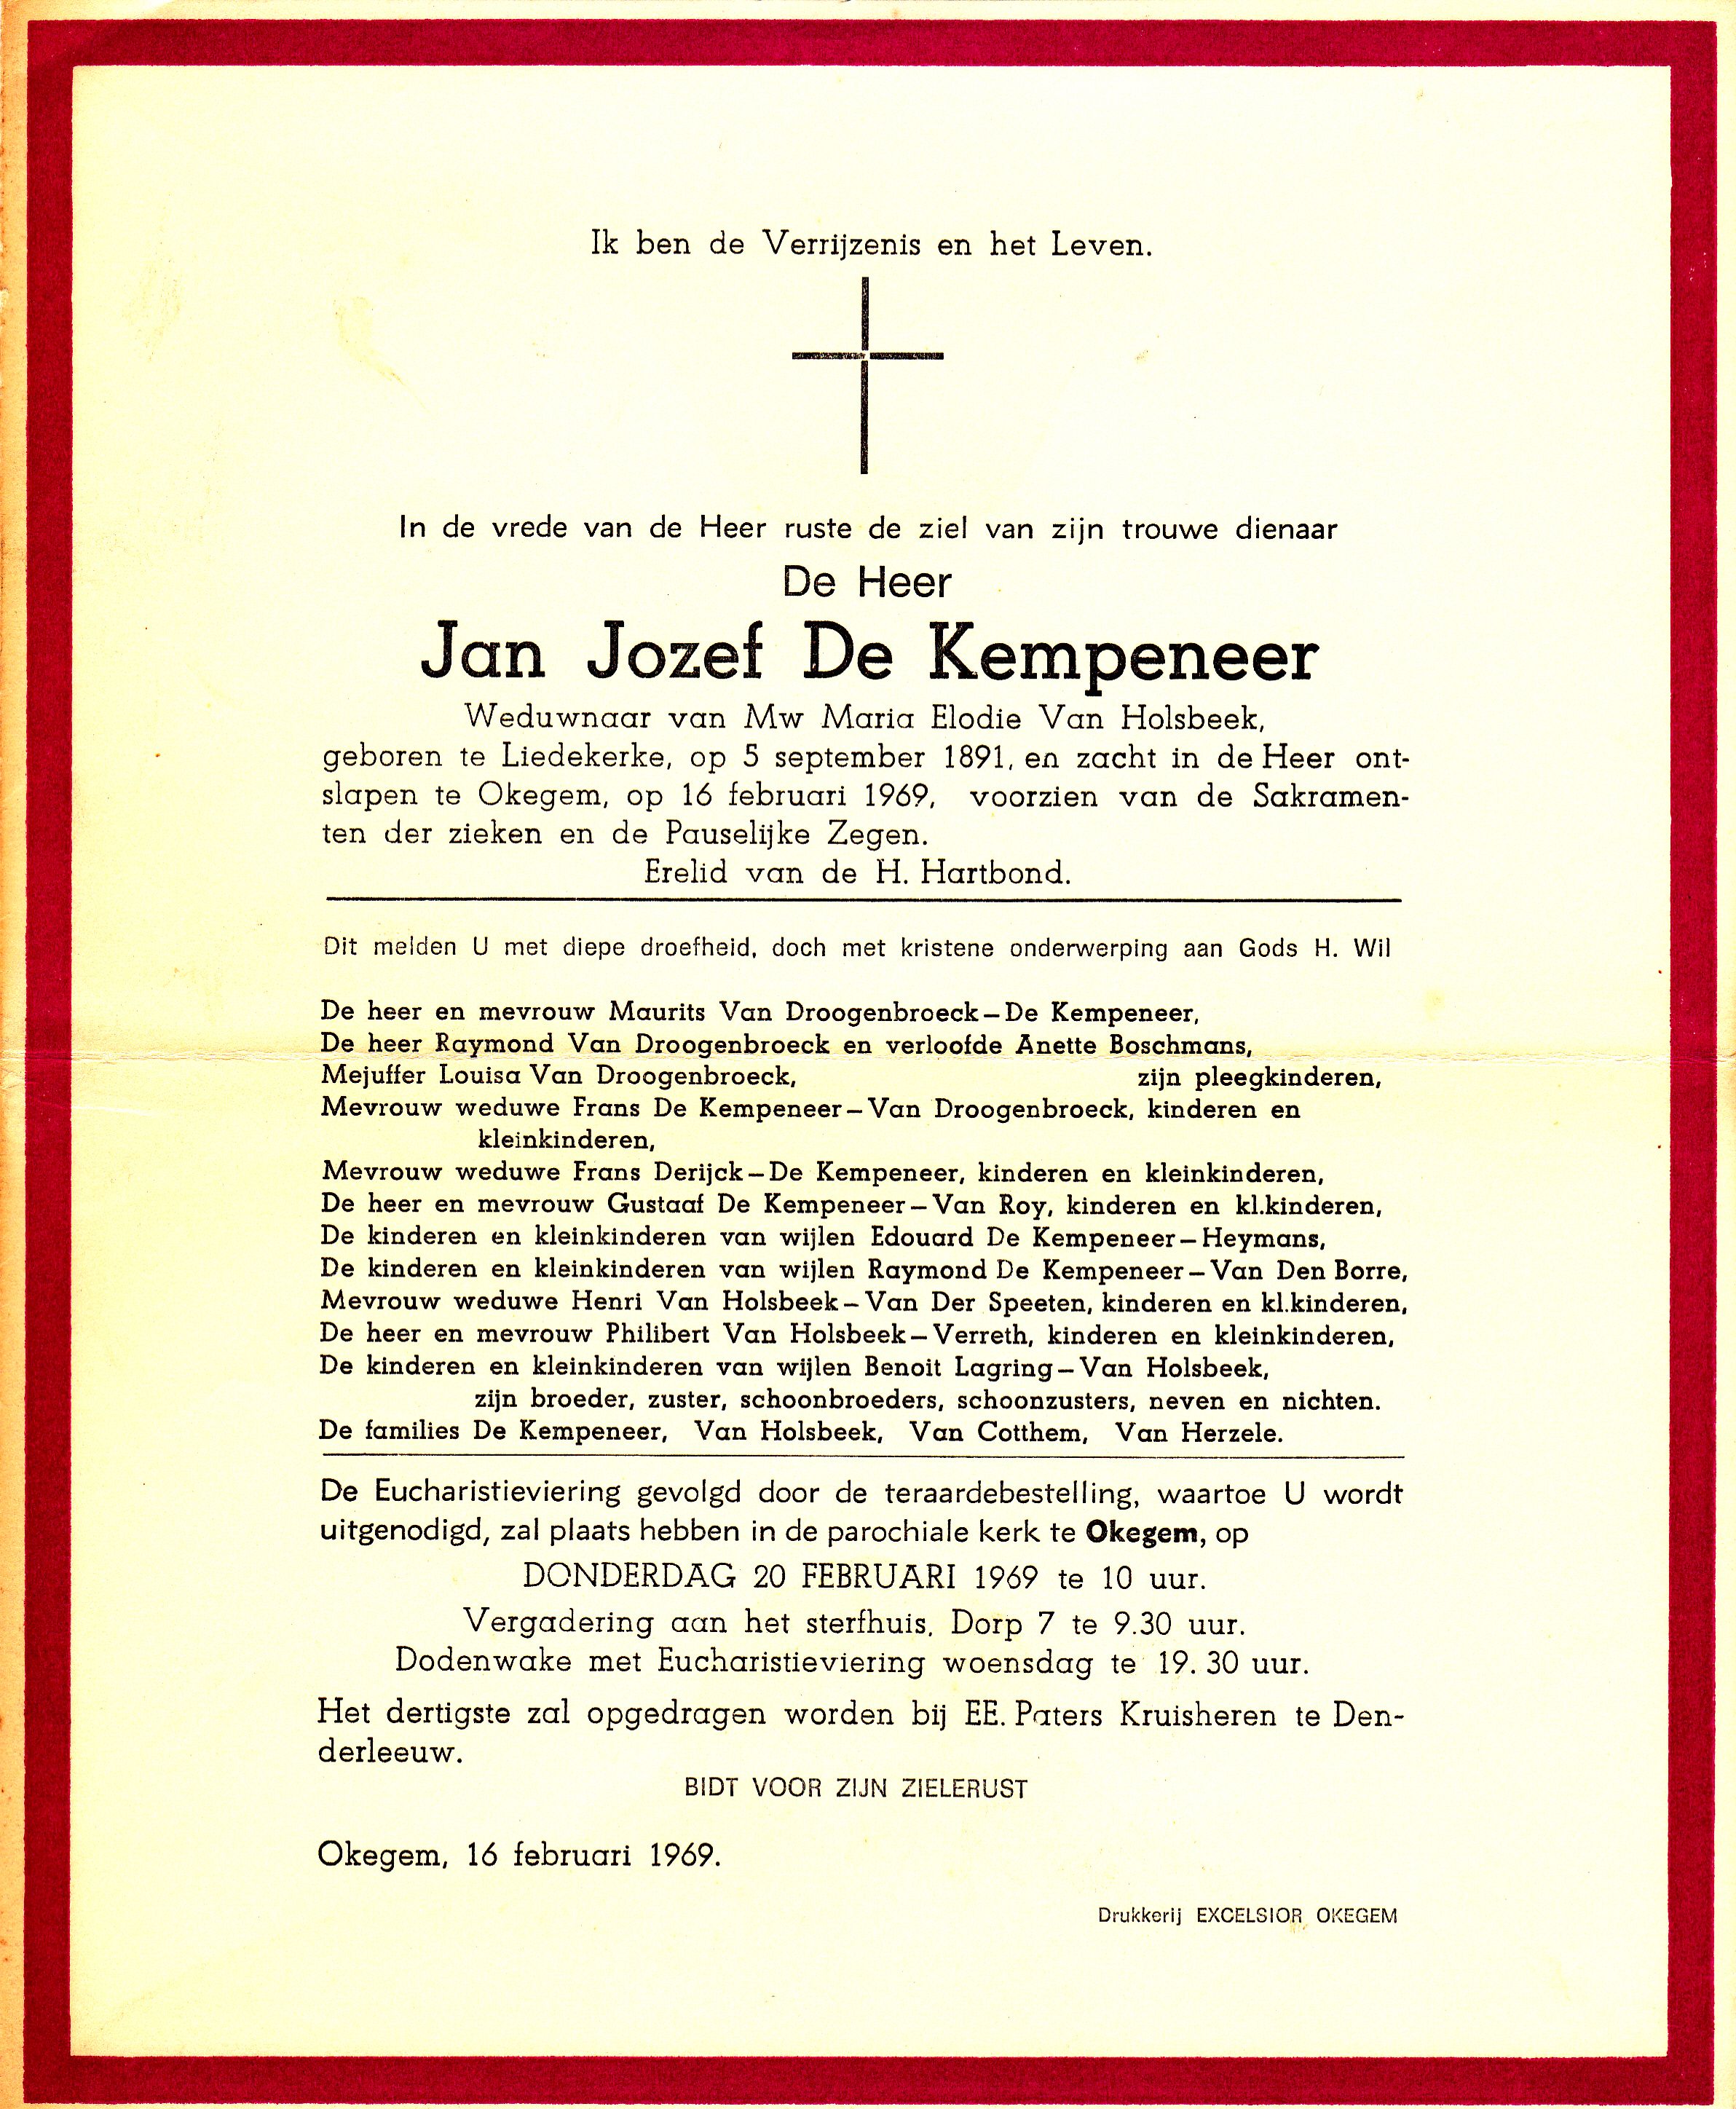 Ik ben de Verrijzenis en het Leven.
In de vrede van de Heer ruste de ziel van zijn trouwe dienaar
De Heer
Jan Jozef De Kempeneer
Weduwnaar van Mw Maria Elodie Van Holsbeek,
geboren te Liedekerke, op 5 september 1891, en zacht in de Heer ont-
slapen te Okegem, op 16 februari 1969, voorzien van de Sakramen-
ten der zieken en de Pauselijke Zegen.
Erelid van de H. Hartbond.
Dit melden U met diepe droefheid, doch met kristene onderwerping aan Gods H. Wil
De heer en mevrouw Maurits Van Droogenbroeck–De Kempeneer,
De heer Raymond Van Droogenbroeck en verloofde Anette Boschmans,
Mejuffer Louisa Van Droogenbroeck, zijn pleegkinderen,
Mevrouw weduwe Frans De Kempeneer–Van Droogenbroeck, kinderen en
kleinkinderen,
Mevrouw weduwe Frans Derijck–De Kempeneer, kinderen en kleinkinderen,
De heer en mevrouw Gustaaf De Kempeneer–Van Roy, kinderen en kl.kinderen,
De kinderen en kleinkinderen van wijlen Edouard De Kempeneer–Heymans,
De kinderen en kleinkinderen van wijlen Raymond De Kempeneer–Van Den Borre,
Mevrouw weduwe Henri Van Holsbeek–Van Der Speeten, kinderen en kl.kinderen,
De heer en mevrouw Philibert Van Holsbeek–Verreth, kinderen en kleinkinderen,
De kinderen en kleinkinderen van wijlen Benoit Lagring–Van Holsbeek,
zijn broeder, zuster, schoonbroeders, schoonzusters, neven en nichten.
De families De Kempeneer, Van Holsbeek, Van Cotthem, Van Herzele.
De Eucharistieviering gevolgd door de teraardebestelling, waartoe U wordt
uitgenodigd, zal plaats hebben in de parochiale kerk te Okegem, op
DONDERDAG 20 FEBRUARI 1969 te 10 uur.
Vergadering aan het sterfhuis, Dorp 7 te 9.30 uur.
Dodenwake met Eucharistieviering woensdag te 19.30 uur.
Het dertigste zal opgedragen worden bij EE. Paters Kruisheren te Den-
derleeuw.
BIDT VOOR ZIJN ZIELERUST
Okegem, 16 februari 1969.
Drukkerij EXCELSIOR OKEGEM